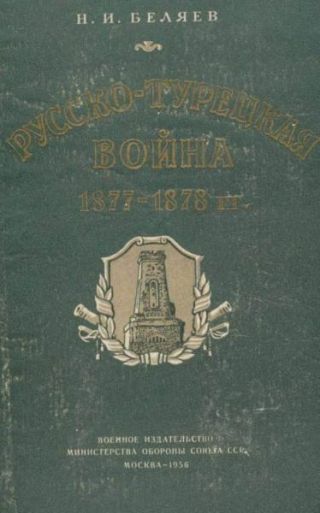 Н. И. БЕЛЯЕВ
РУССКО-ТУРЕЦКАЯ
ВОЙНА
1877-1878 гг.
ВОЕННОЕ ИЗДАТЕЛЬСТВО
МИНИСТЕРСТВА ОБОРОНЫ СОЮЗА ССР
МОСКВА—1956